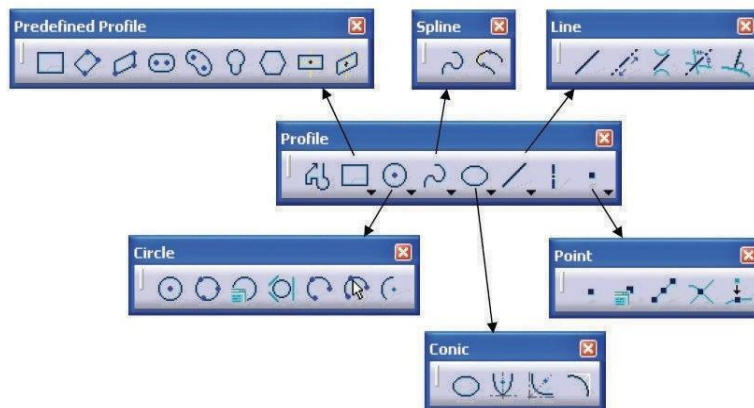 Predefined Profile
Spline
Line
Profile
Circle
Point
Conic